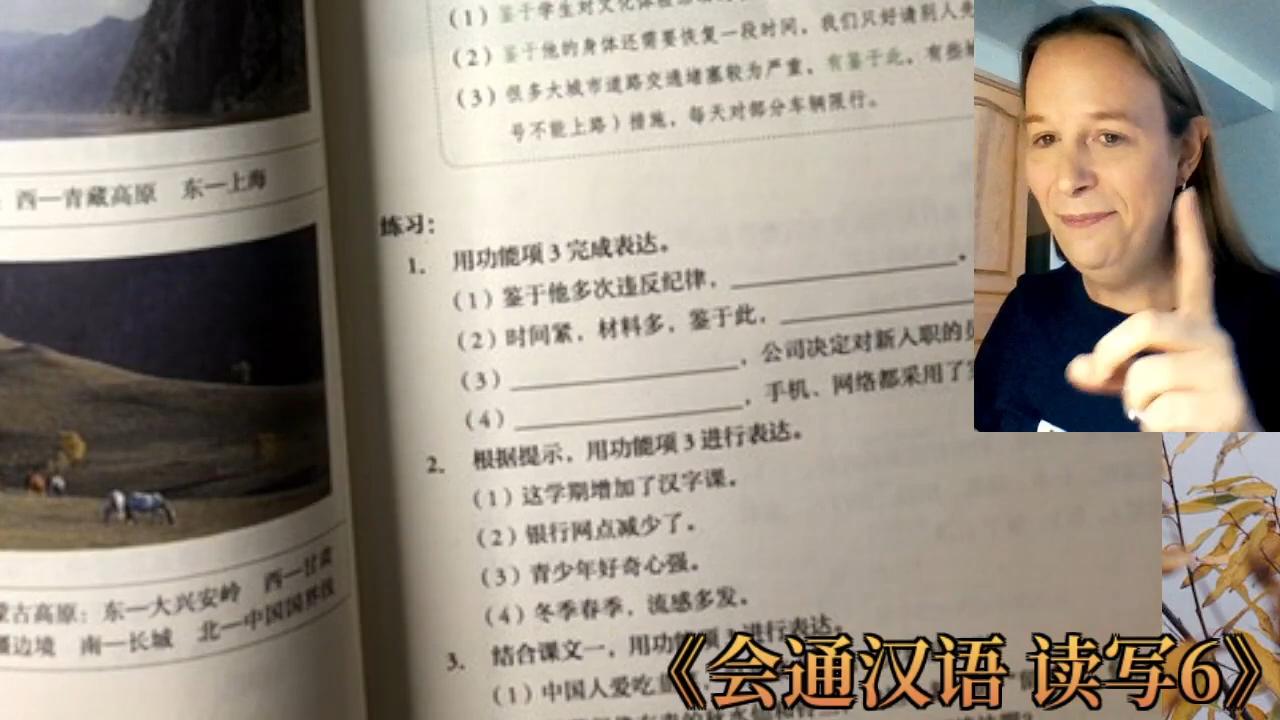 西—青藏高原 东—上海
蒙古高原：东—大兴安岭 西—甘肃
疆边境 南—长城 北—中国国界线
(1) 鉴于学生对文化体验活动的
(2) 鉴于他的身体还需要恢复一段时间，我们只好请别人
(3) 很多大城市道路交通堵塞较为严重，有鉴于此，有些城
号不能上路）措施，每天对部分车辆限行。
练习：
1. 用功能项 3 完成表达。
(1) 鉴于他多次违反纪律，
(2) 时间紧，材料多，鉴于此，
(3) ，公司决定对新入职的员
(4) ，手机、网络都采用了实
2. 根据提示，用功能项 3 进行表达。
(1) 这学期增加了汉字课。
(2) 银行网点减少了。
(3) 青少年好奇心强。
(4) 冬季春季，流感多发。
3. 结合课文一，用功能项 3 进行表达。
(1) 中国人爱吃
《会通汉语 读写6》